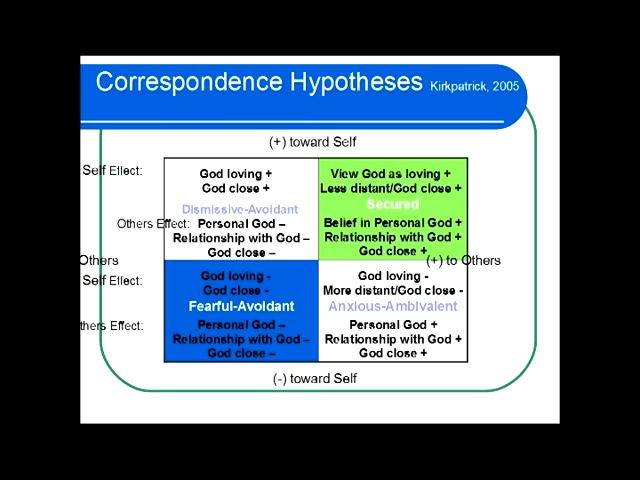 Correspondence Hypotheses Kirkpatrick, 2005
(+) toward Self
Self Effect:
God loving +
God close +
Dismissive-Avoidant
Others Effect:
Personal God –
Relationship with God –
God close –
View God as loving +
Less distant/God close +
Secured
Belief in Personal God +
Relationship with God +
God close +
Others
(+) to Others
Self Effect:
God loving -
God close -
Fearful-Avoidant
thers Effect:
Personal God –
Relationship with God –
God close –
God loving -
More distant/God close -
Anxious-Ambivalent
Personal God +
Relationship with God +
God close +
(-) toward Self